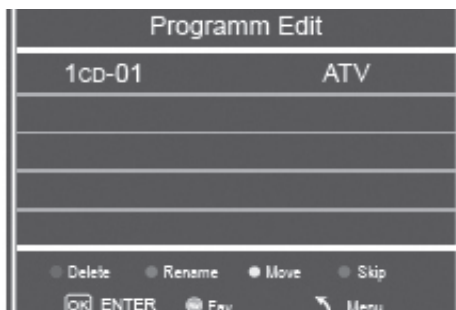 Programm Edit
1CD-01 ATV
Delete Rename Move Skip
OK ENTER Fav Menu